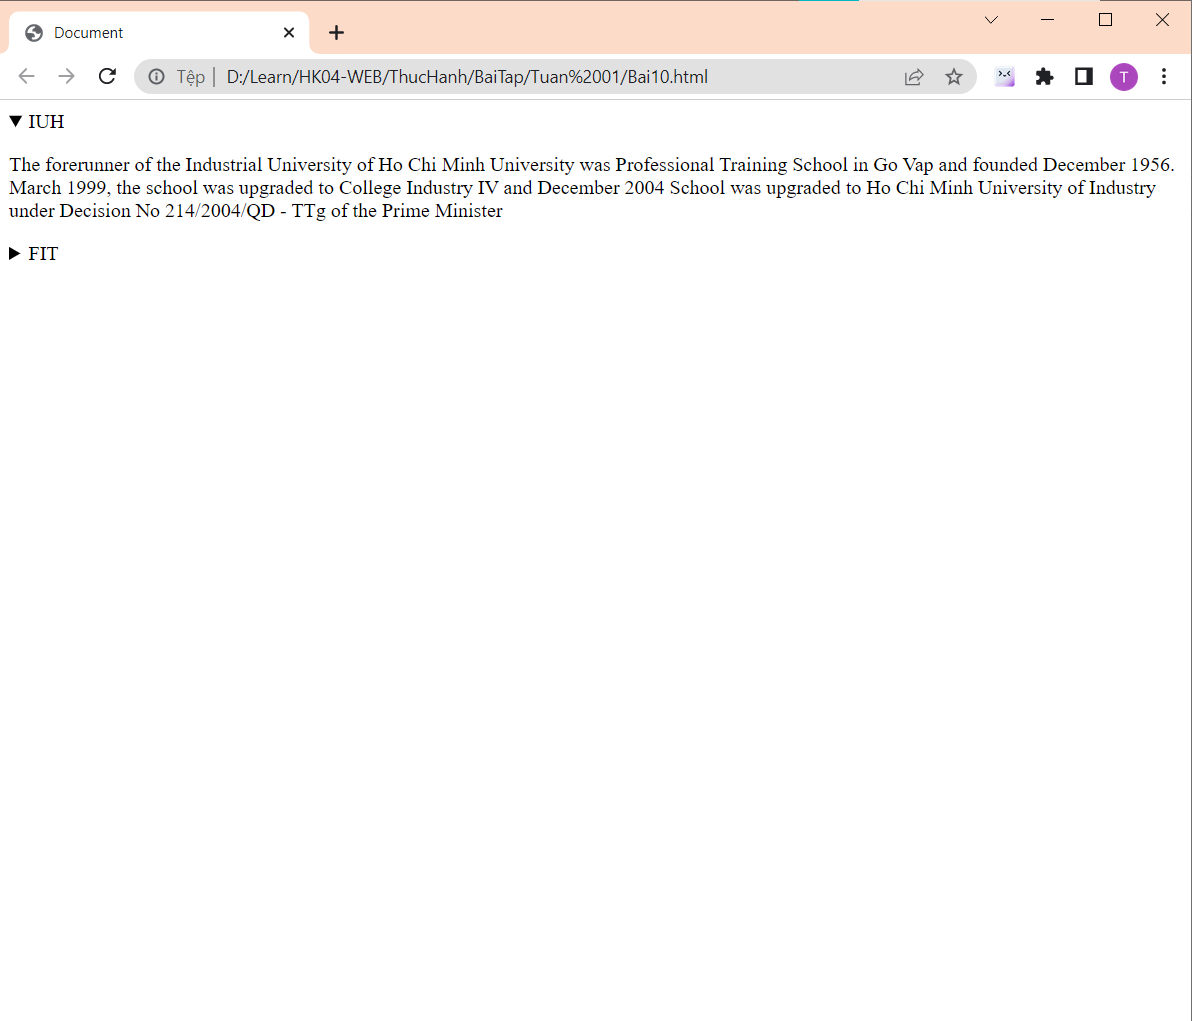 Document
Tệp | D:/Learn/HK04-WEB/ThucHanh/BaiTap/Tuan%2001/Bai10.html
T
IUH
The forerunner of the Industrial University of Ho Chi Minh University was Professional Training School in Go Vap and founded December 1956.
March 1999, the school was upgraded to College Industry IV and December 2004 School was upgraded to Ho Chi Minh University of Industry
under Decision No 214/2004/QD - TTg of the Prime Minister
FIT